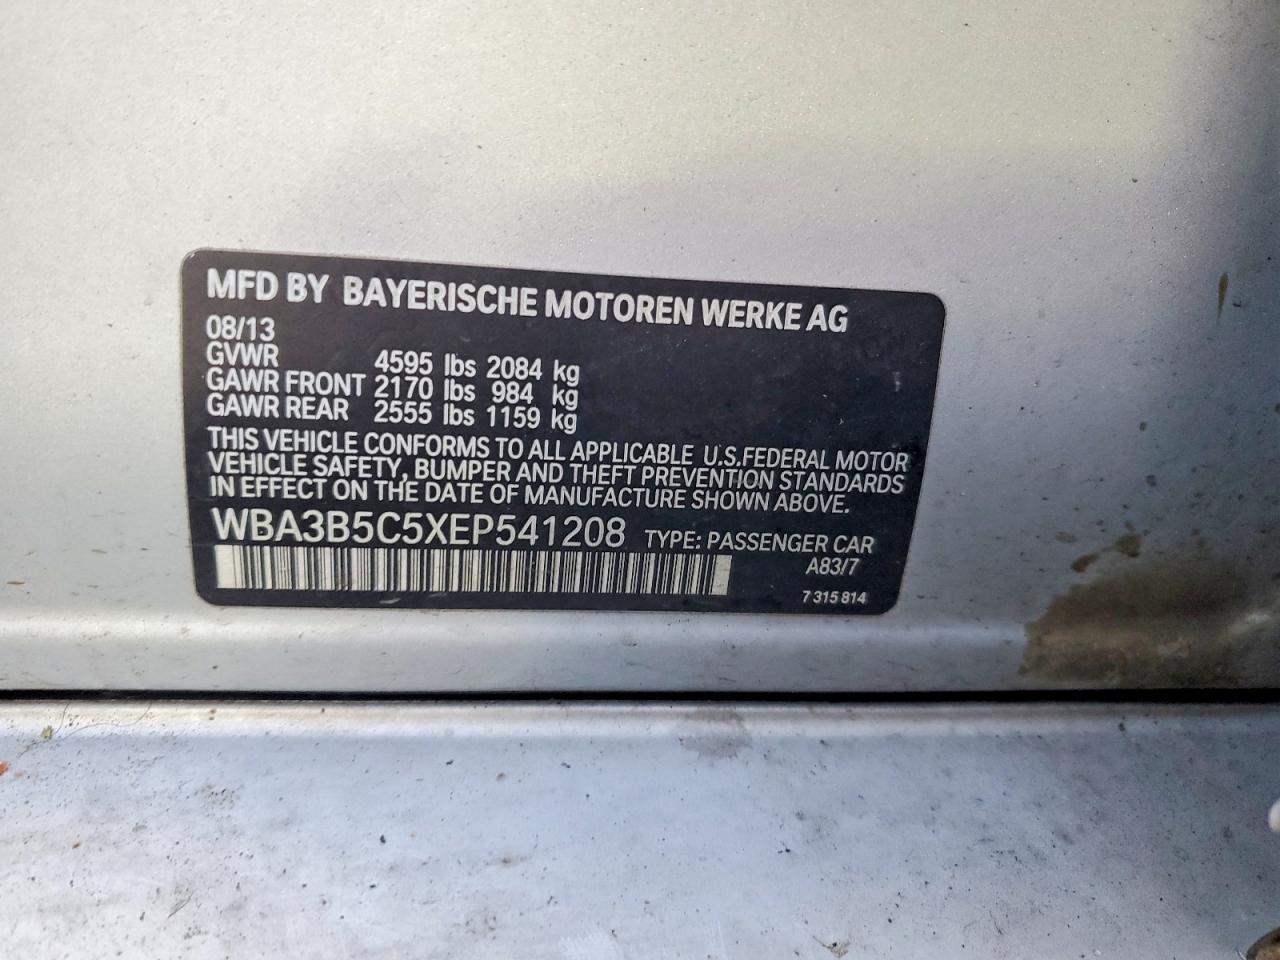 MFD BY BAYERISCHE MOTOREN WERKE AG
08/13
GVWR 4595 lbs 2084 kg
GAWR FRONT 2170 lbs 984 kg
GAWR REAR 2555 lbs 1159 kg
THIS VEHICLE CONFORMS TO ALL APPLICABLE U.S.FEDERAL MOTOR
VEHICLE SAFETY, BUMPER AND THEFT PREVENTION STANDARDS
IN EFFECT ON THE DATE OF MANUFACTURE SHOWN ABOVE.
WBA3B5C5XEP541208 TYPE: PASSENGER CAR
A83/7
7 315 814